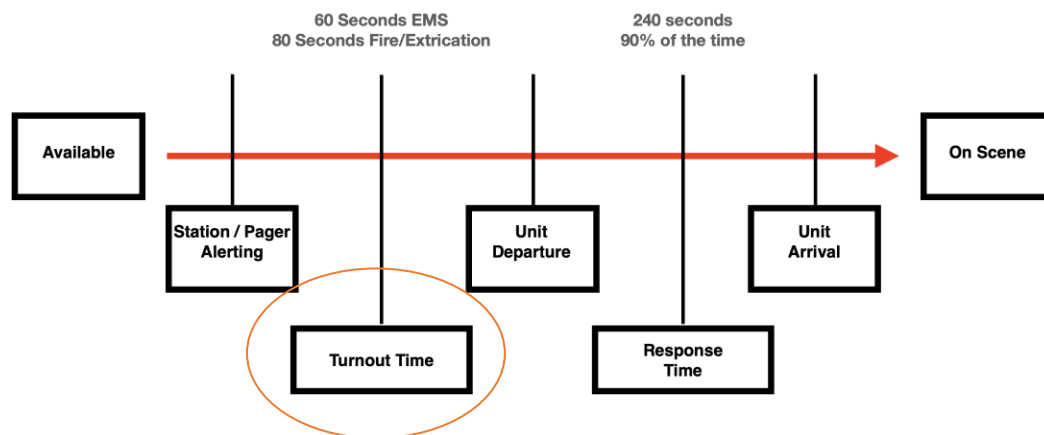 60 Seconds EMS
80 Seconds Fire/Extrication
240 seconds
90% of the time
Available
On Scene
Station / Pager
Alerting
Unit
Departure
Unit
Arrival
Turnout Time
Response
Time